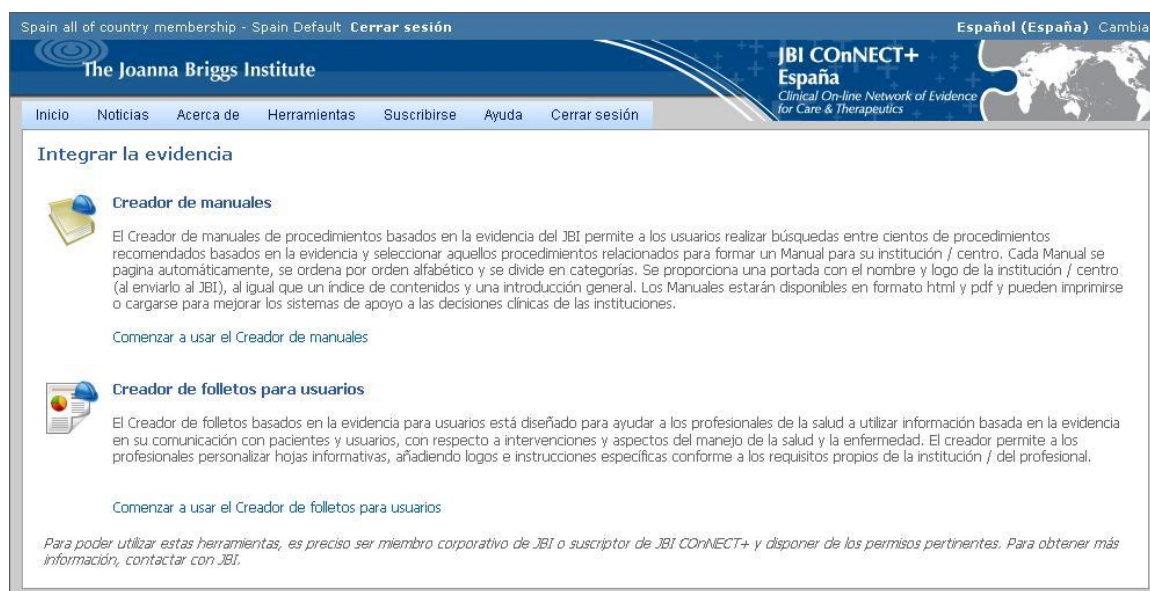 Spain all of country membership - Spain Default Cerrar sesión Español (España) Cambia
The Joanna Briggs Institute
JBI COnNECT+
España
Clinical On-line Network of Evidence
for Care & Therapeutics
Inicio Noticias Acerca de Herramientas Suscribirse Ayuda Cerrar sesión
Integrar la evidencia
Creador de manuales
El Creador de manuales de procedimientos basados en la evidencia del JBI permite a los usuarios realizar búsquedas entre cientos de procedimientos
recomendados basados en la evidencia y seleccionar aquellos procedimientos relacionados para formar un Manual para su institución / centro. Cada Manual se
pagina automáticamente, se ordena por orden alfabético y se divide en categorías. Se proporciona una portada con el nombre y logo de la institución / centro
(al enviarlo al JBI), al igual que un índice de contenidos y una introducción general. Los Manuales estarán disponibles en formato html y pdf y pueden imprimirse
o cargarse para mejorar los sistemas de apoyo a las decisiones clínicas de las instituciones.
Comenzar a usar el Creador de manuales
Creador de folletos para usuarios
El Creador de folletos basados en la evidencia para usuarios está diseñado para ayudar a los profesionales de la salud a utilizar información basada en la evidencia
en su comunicación con pacientes y usuarios, con respecto a intervenciones y aspectos del manejo de la salud y la enfermedad. El creador permite a los
profesionales personalizar hojas informativas, añadiendo logos e instrucciones específicas conforme a los requisitos propios de la institución / del profesional.
Comenzar a usar el Creador de folletos para usuarios
Para poder utilizar estas herramientas, es preciso ser miembro corporativo de JBI o suscriptor de JBI COnNECT+ y disponer de los permisos pertinentes. Para obtener más
información, contactar con JBI.